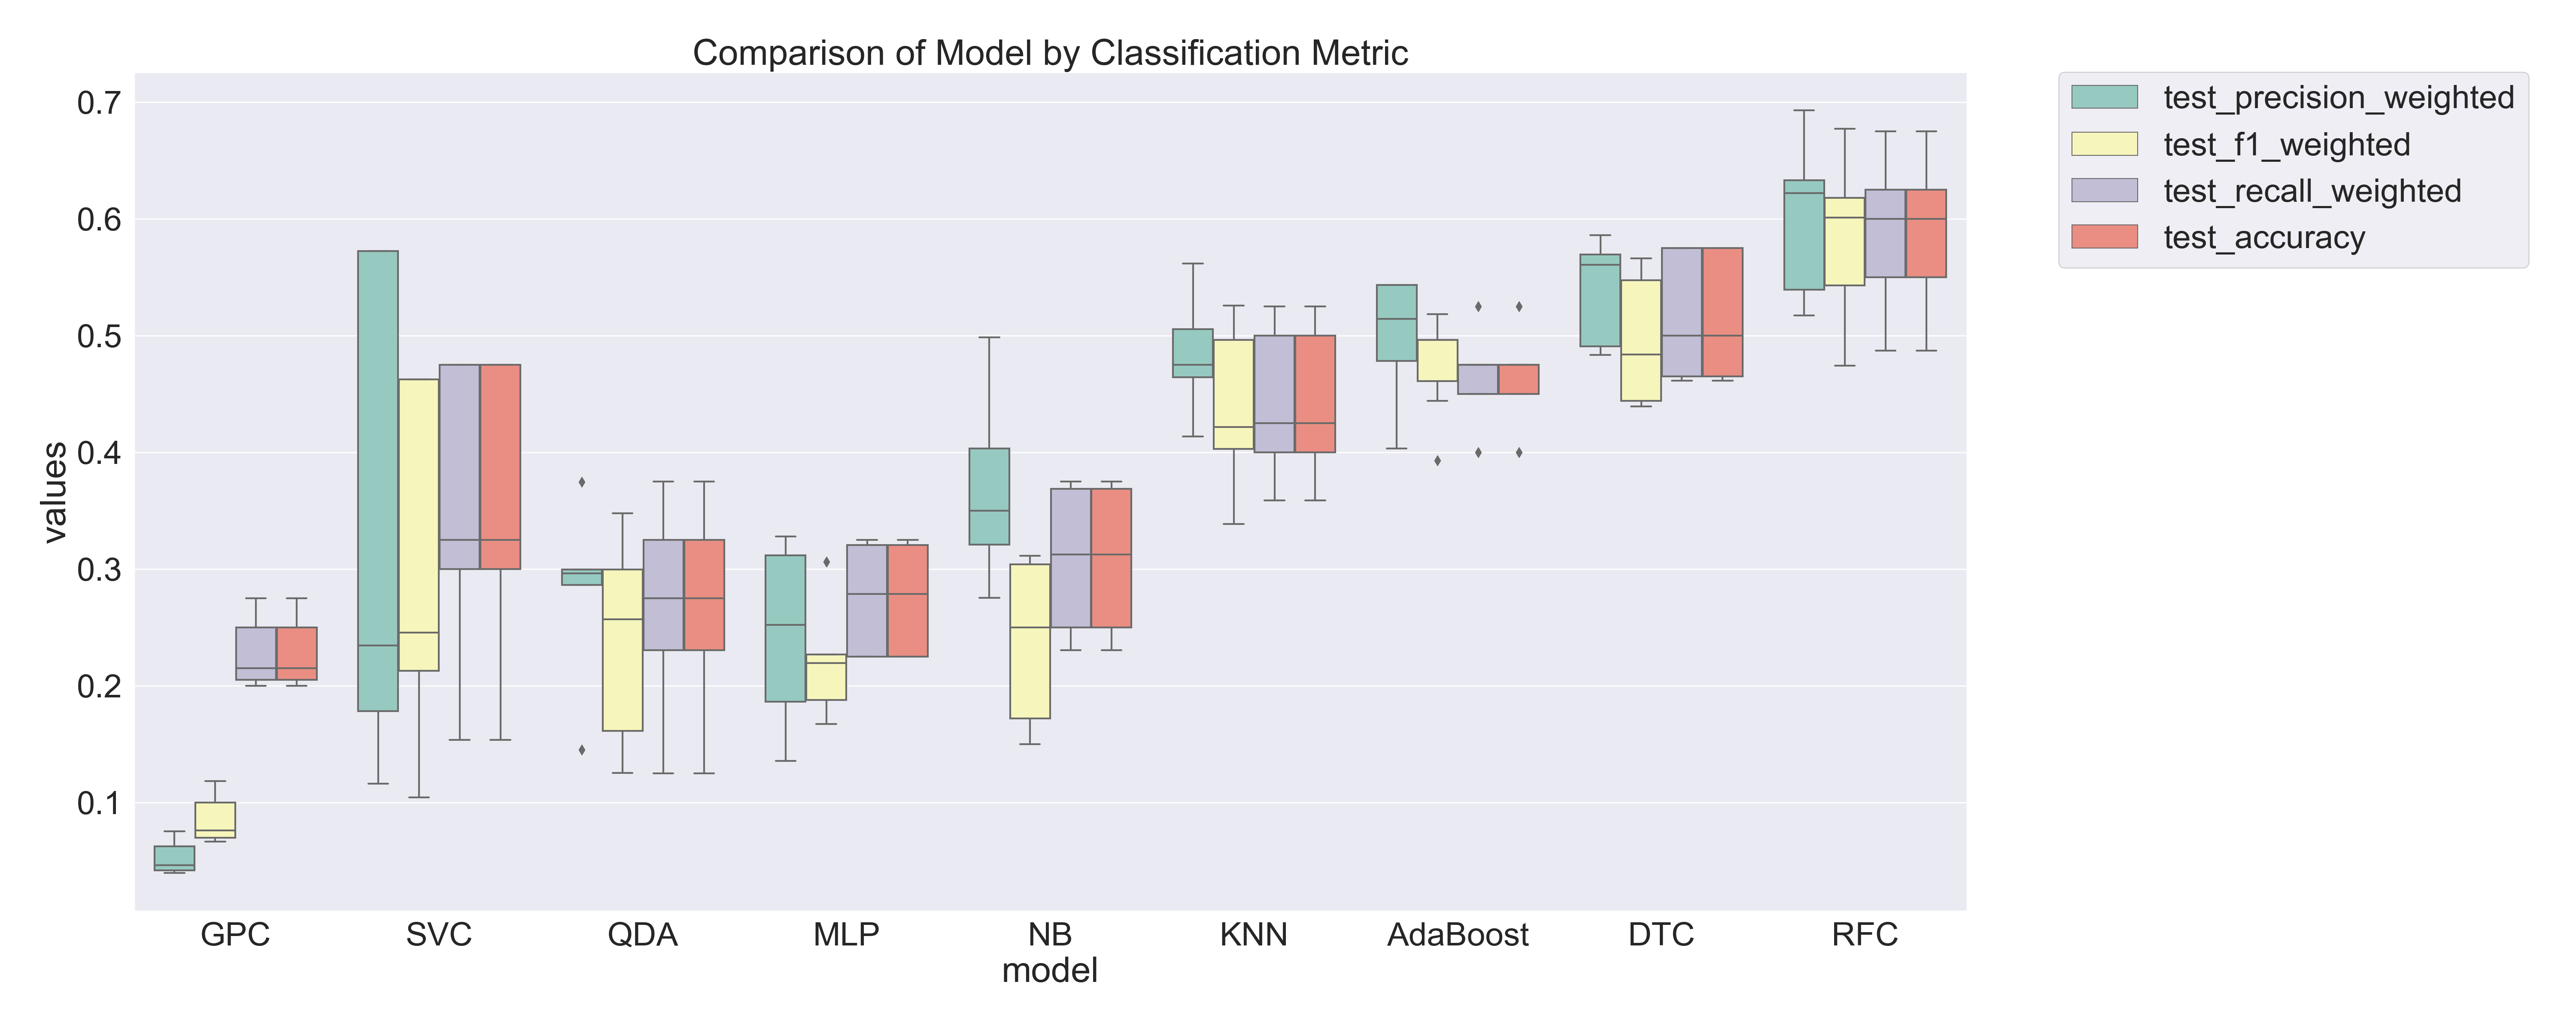 Comparison of Model by Classification Metric
0.7
0.6
0.5
0.4
0.3
0.2
0.1
values
GPC SVC QDA MLP NB KNN AdaBoost DTC RFC
model
test_precision_weighted
test_f1_weighted
test_recall_weighted
test_accuracy